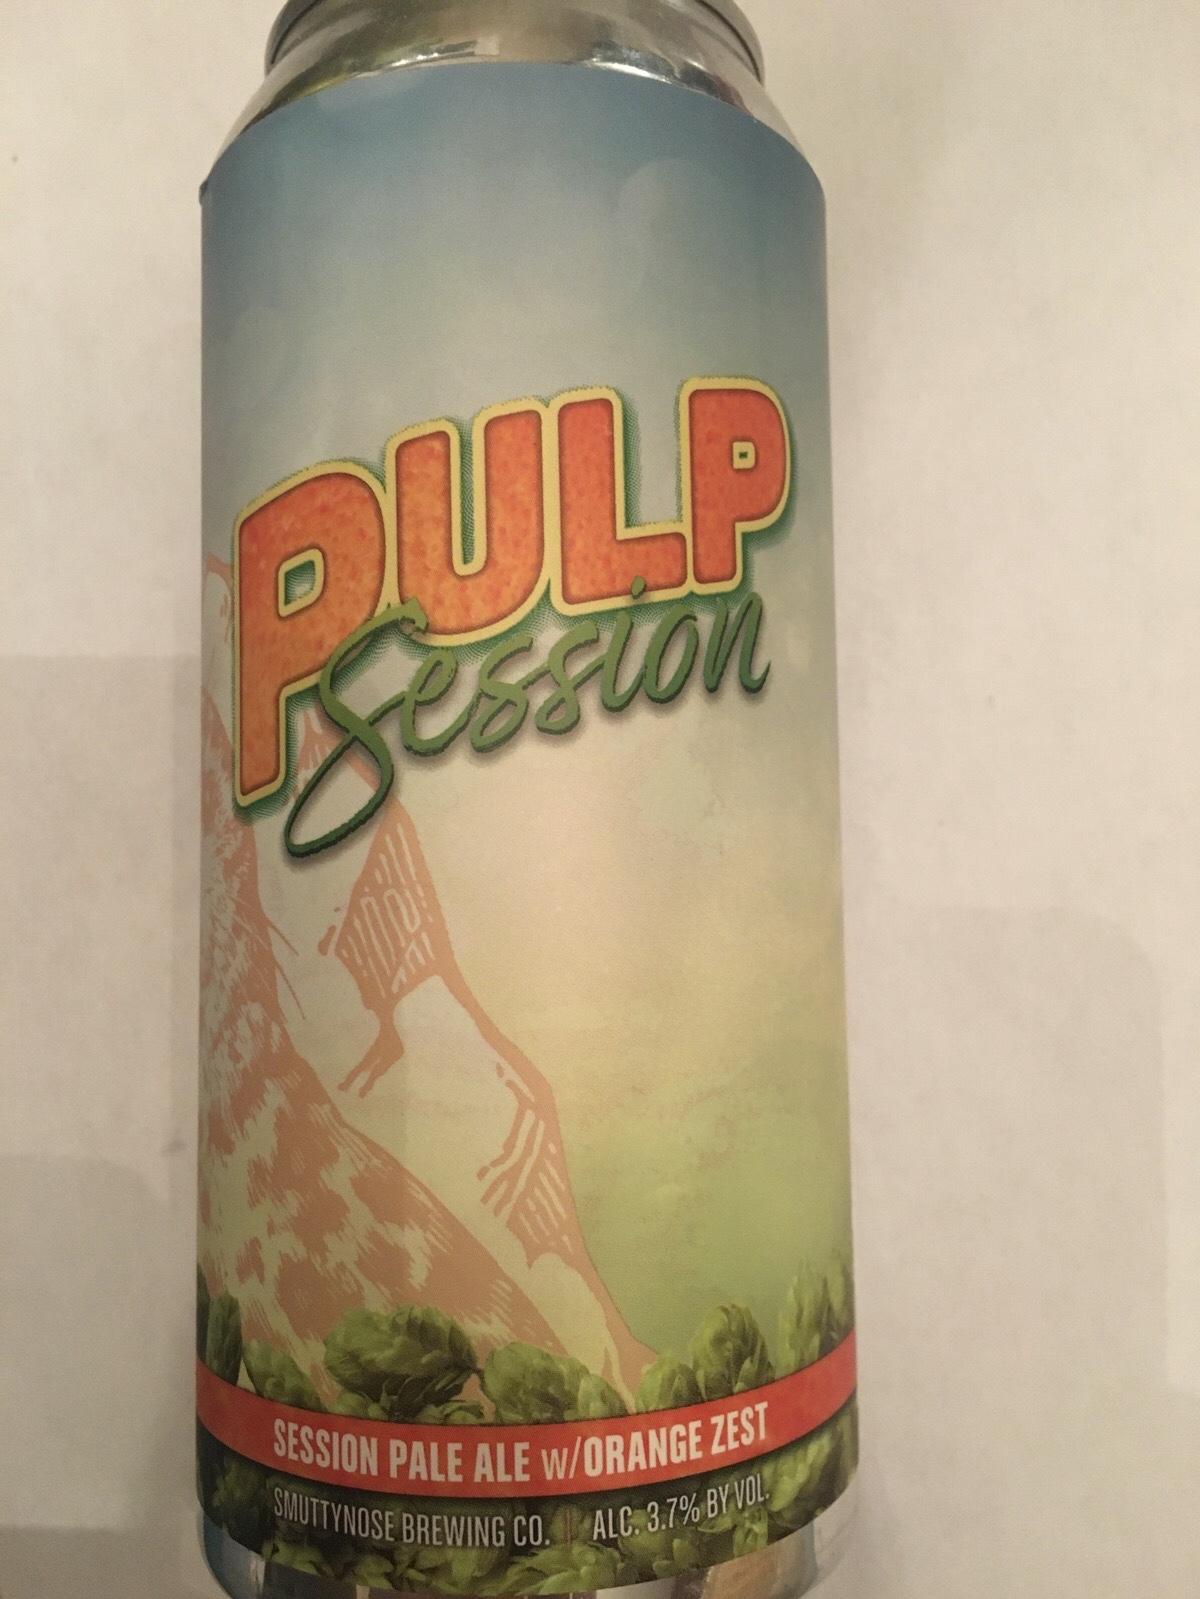 PULP
Session
SESSION PALE ALE w/ORANGE ZEST
SMUTTYNOSE BREWING CO. | ALC. 3.7% BY VOL.